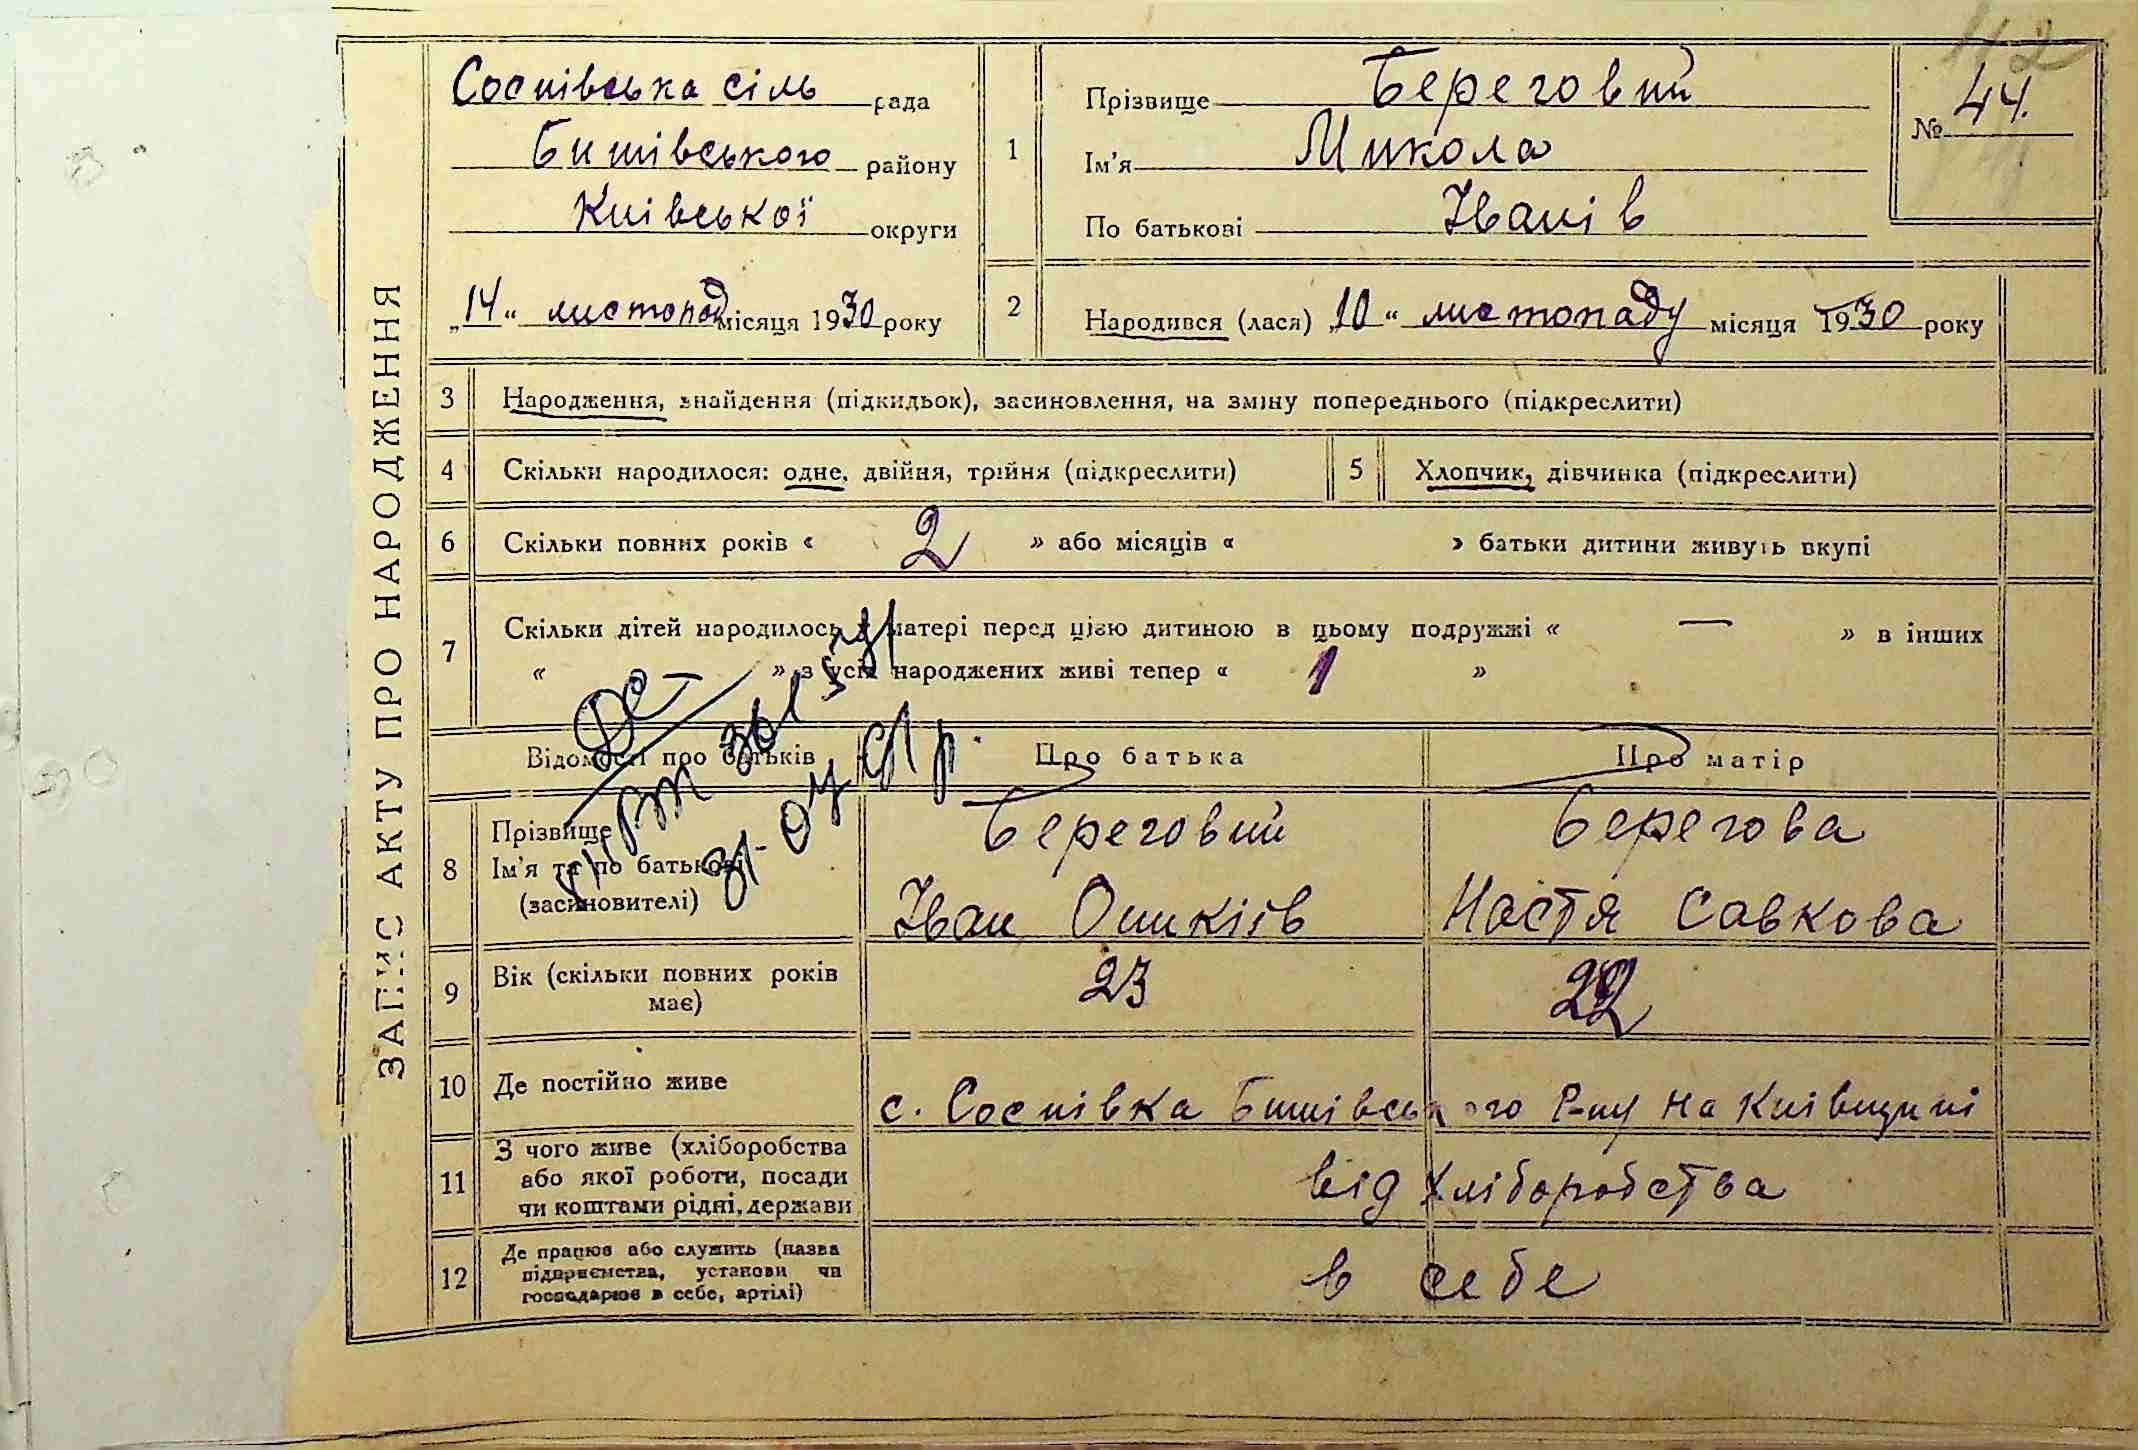 ЗАПИС АКТУ ПРО НАРОДЖЕННЯ
Соснівська сіль рада
Бишівського району
Київської округи
„14“ листопад місяця 1930 року
42
№ 44.
1
Прізвище Береговий
Ім'я Микола
По батькові Іванів
2
Народився (лася) „10“ листопаду місяця 1930 року
3 Народження, знайдення (підкидьок), засиновлення, на зміну попереднього (підкреслити)
4 Скільки народилося: одне, двійня, трійня (підкреслити)
5 Хлопчик, дівчинка (підкреслити)
6 Скільки повних років « 2 » або місяців « » батьки дитини живуть вкупі
7 Скільки дітей народилось у матері перед цією дитиною в цьому подружжі « — » в інших
« » з усіх народжених живі тепер « 1 »
Відомості про батьків Про батька Про матір
8 Прізвище Береговий Берегова
Ім'я та по батькові
(засиновителі) Іван Оникіїв Настя Савкова
9 Вік (скільки повних років
має) 23 22
10 Де постійно живе с. Соснівка Бишівського Р-ну на Київщині
11 З чого живе (хліборобства
або якої роботи, посади
чи коштами рідні, держави від хліборобства
12 Де працює або служить (назва
підприємства, установи чи
господарює в себе, артілі) в себе